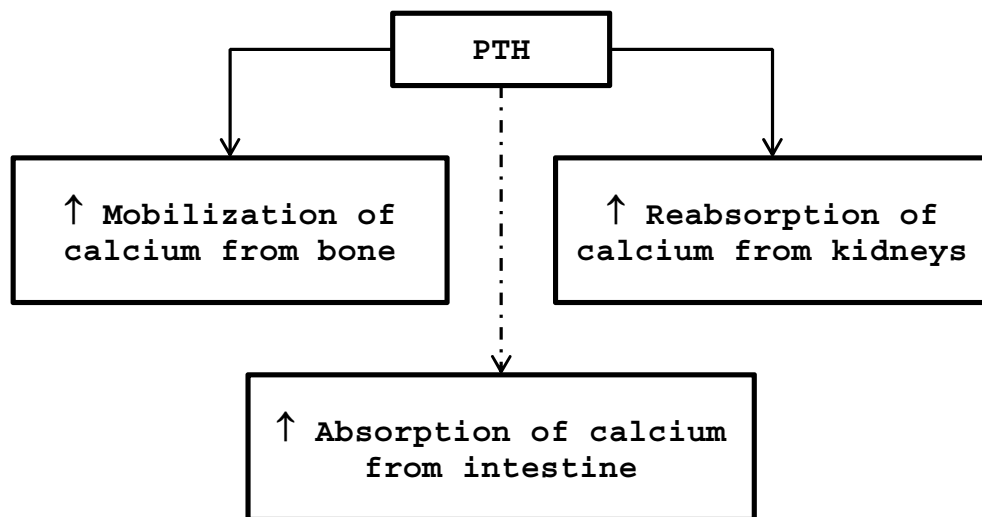 PTH
↑ Mobilization of
calcium from bone
↑ Reabsorption of
calcium from kidneys
↑ Absorption of calcium
from intestine